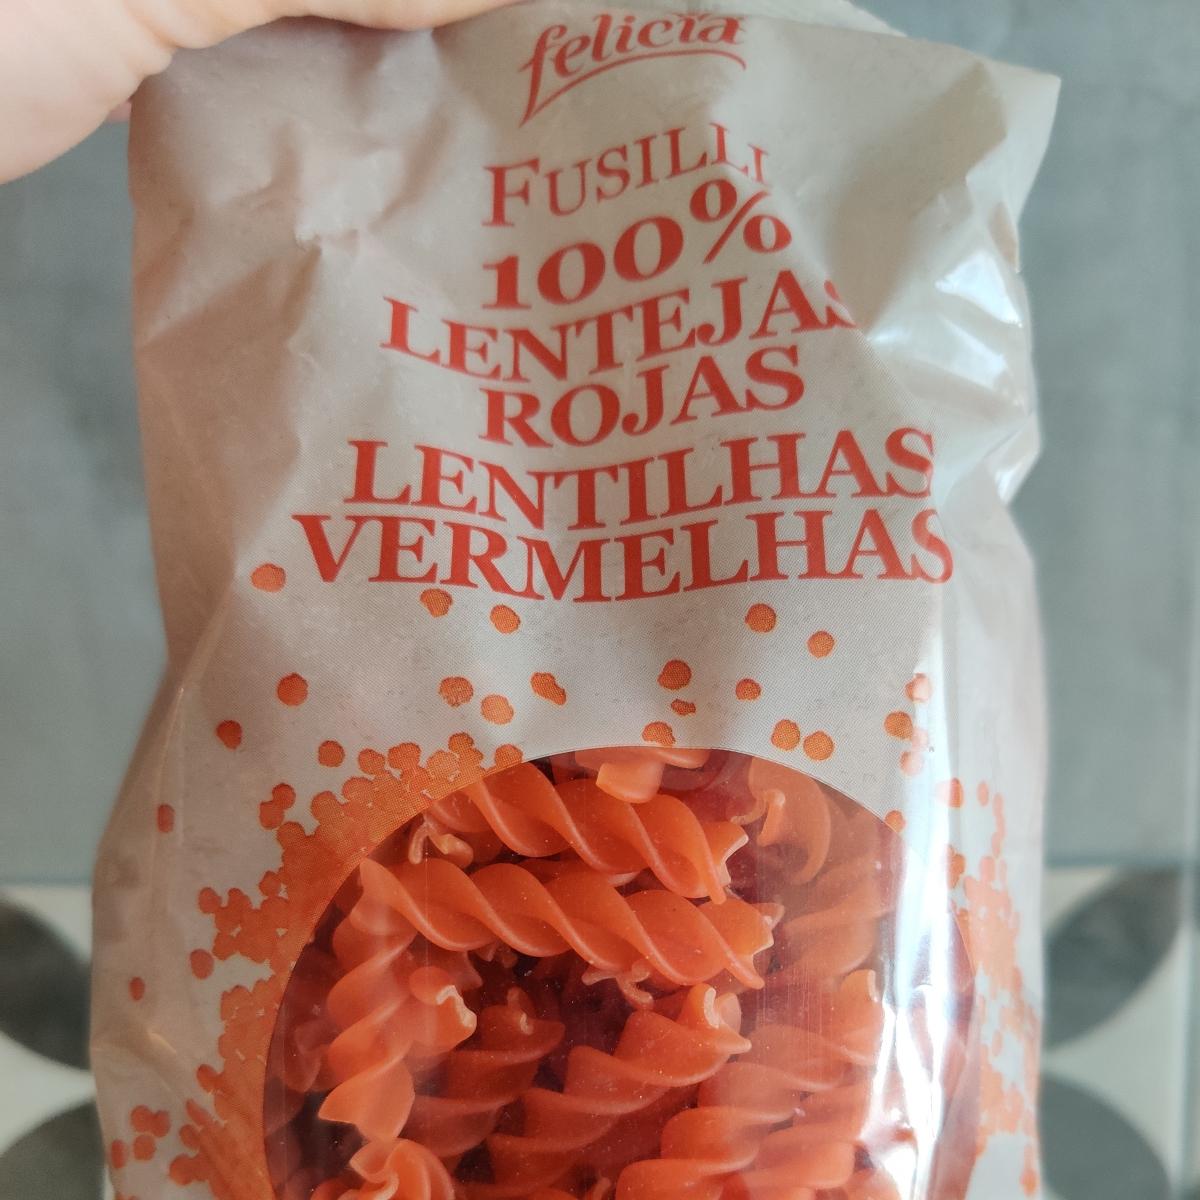 felicia
FUSILLI
100%
LENTEJAS
ROJAS
LENTILHAS
VERMELHAS